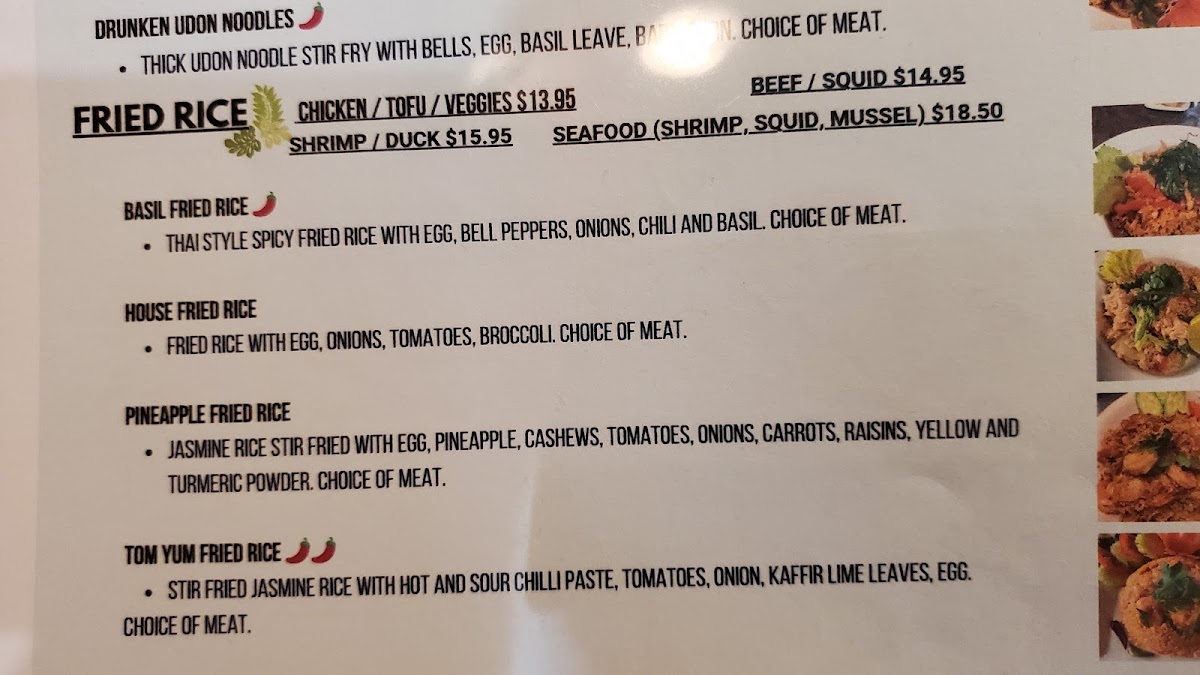 DRUNKEN UDON NOODLES
• THICK UDON NOODLE STIR FRY WITH BELLS, EGG, BASIL LEAVE, CHOICE OF MEAT.
FRIED RICE CHICKEN / TOFU / VEGGIES $13.95 BEEF / SQUID $14.95
SHRIMP / DUCK $15.95 SEAFOOD (SHRIMP, SQUID, MUSSEL) $18.50
BASIL FRIED RICE
• THAI STYLE SPICY FRIED RICE WITH EGG, BELL PEPPERS, ONIONS, CHILI AND BASIL. CHOICE OF MEAT.
HOUSE FRIED RICE
• FRIED RICE WITH EGG, ONIONS, TOMATOES, BROCCOLI. CHOICE OF MEAT.
PINEAPPLE FRIED RICE
• JASMINE RICE STIR FRIED WITH EGG, PINEAPPLE, CASHEWS, TOMATOES, ONIONS, CARROTS, RAISINS, YELLOW AND
TURMERIC POWDER. CHOICE OF MEAT.
TOM YUM FRIED RICE
• STIR FRIED JASMINE RICE WITH HOT AND SOUR CHILLI PASTE, TOMATOES, ONION, KAFFIR LIME LEAVES, EGG.
CHOICE OF MEAT.